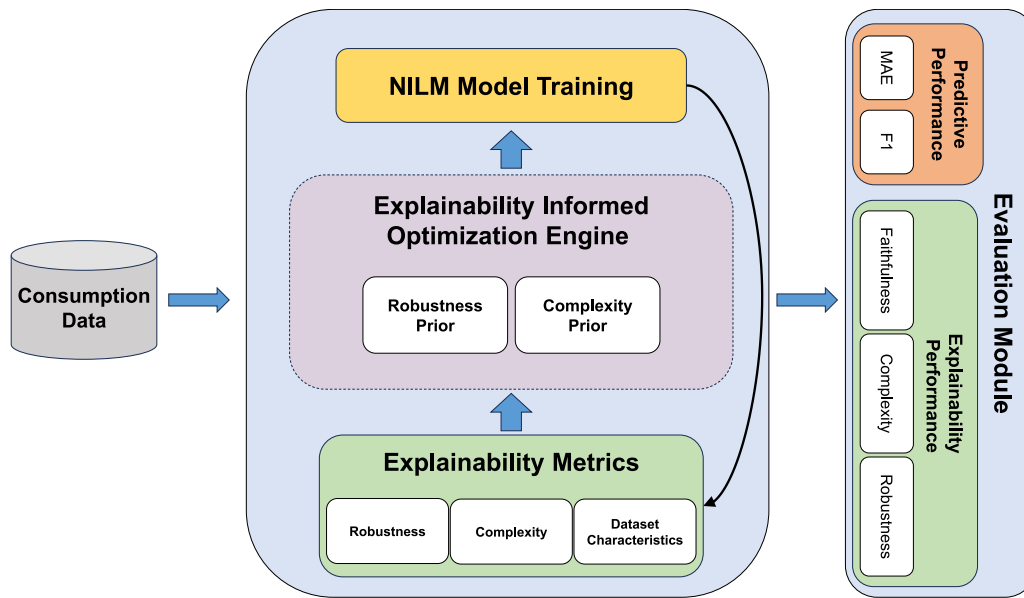 Consumption
Data
NILM Model Training
Explainability Informed
Optimization Engine
Robustness
Prior
Complexity
Prior
Explainability Metrics
Robustness
Complexity
Dataset
Characteristics
Evaluation Module
Predictive
Performance
MAE
F1
Explainability
Performance
Faithfulness
Complexity
Robustness